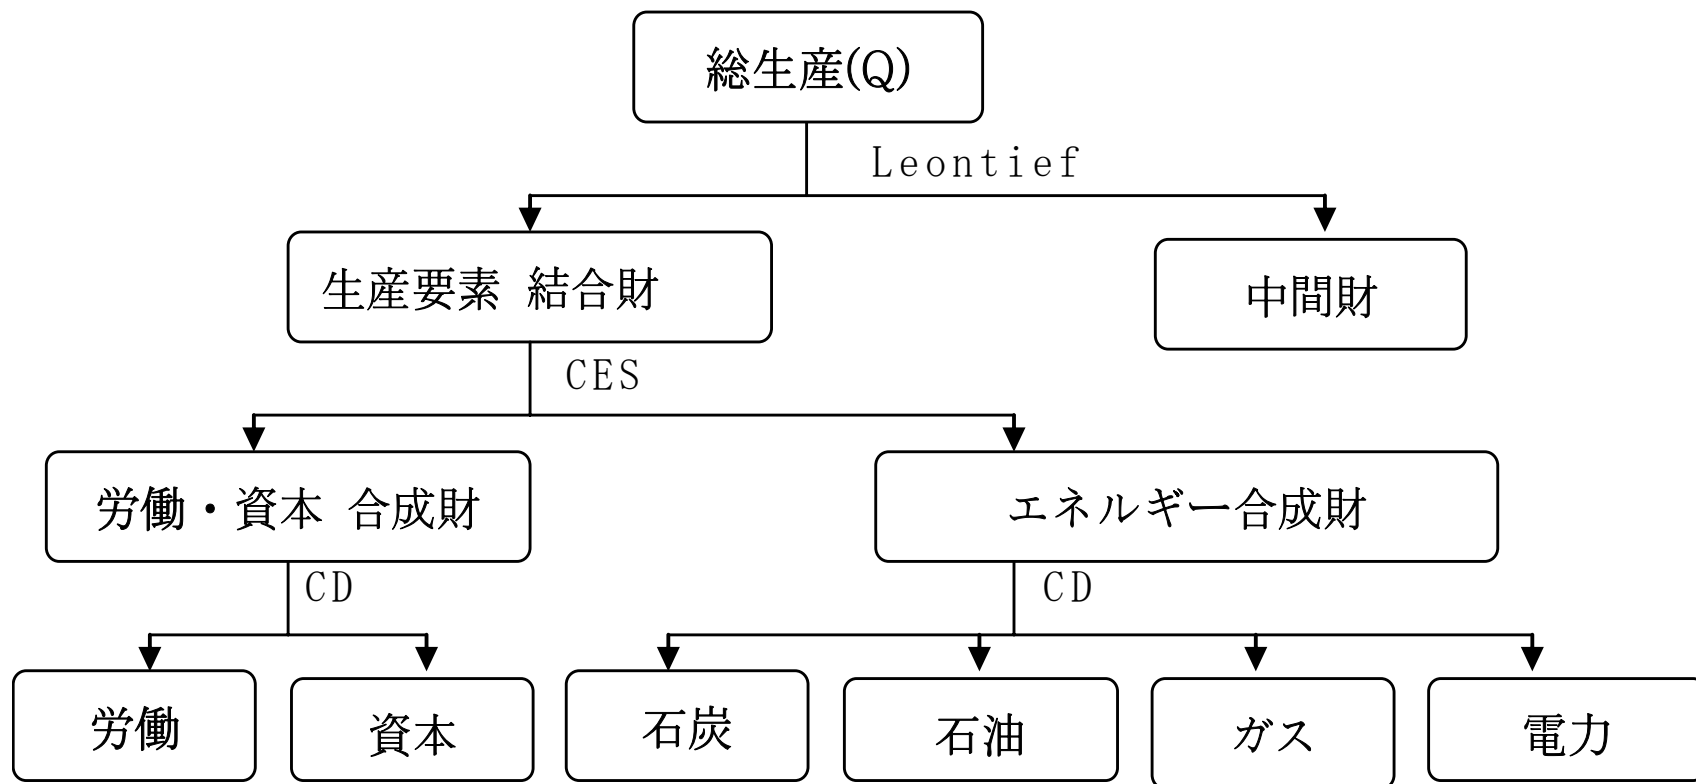 総生産(Q)
Leontief
生産要素 結合財
中間財
CES
労働・資本 合成財
エネルギー合成財
CD
CD
労働
資本
石炭
石油
ガス
電力